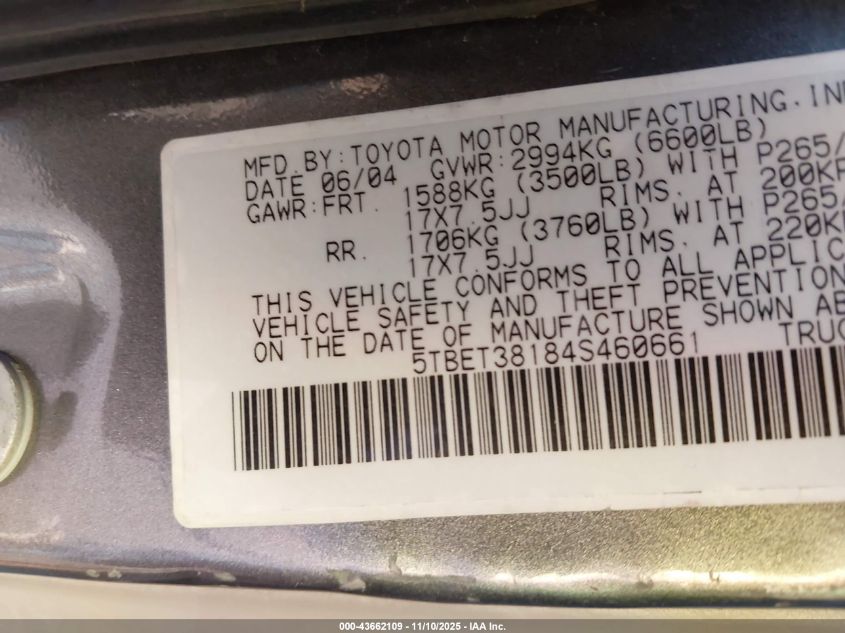 MFD.BY:TOYOTA MOTOR MANUFACTURING.IN
DATE 06/04 GVWR:2994KG (6600LB)
GAWR:FRT. 1588KG (3500LB) WITH P265/
17X7.5JJ RIMS. AT 200KP
RR. 1706KG (3760LB) WITH P265/
17X7.5JJ RIMS. AT 220KP
THIS VEHICLE CONFORMS TO ALL APPLIC
VEHICLE SAFETY AND THEFT PREVENTION
ON THE DATE OF MANUFACTURE SHOWN AB
5TBET38184S460661 TRUC
000-43662109 - 11/10/2025 - IAA Inc.